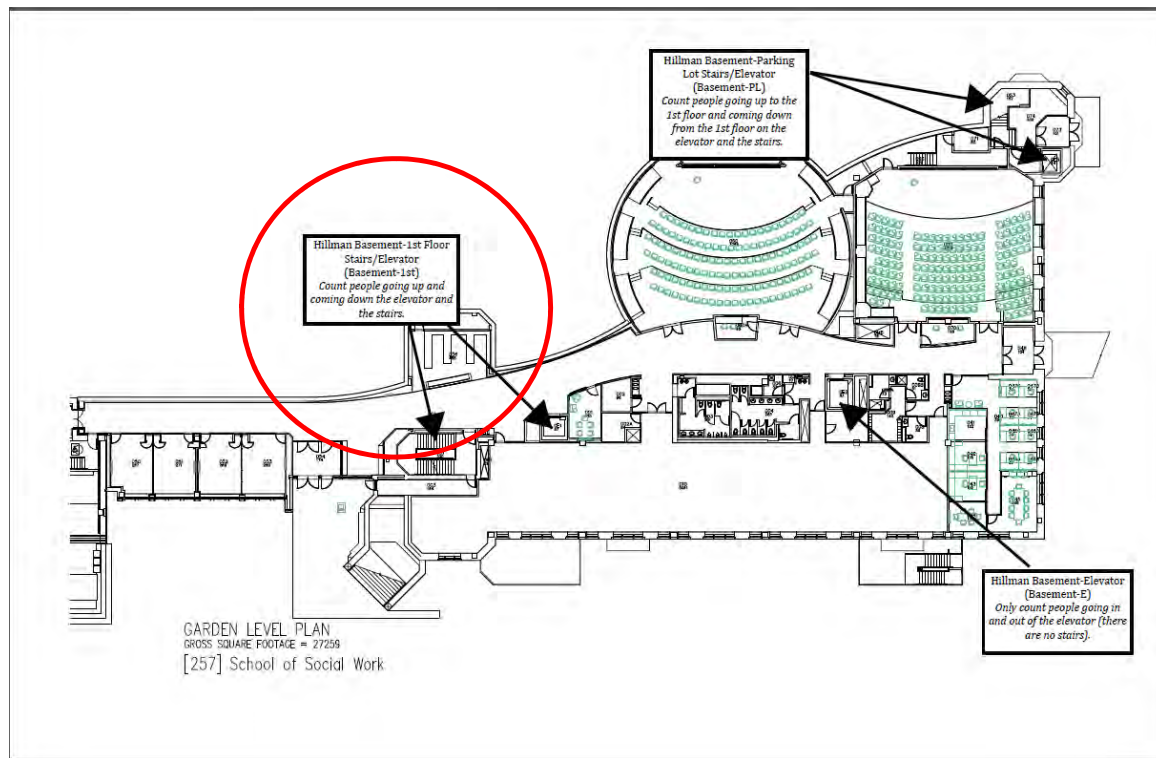 Hillman Basement-Parking
Lot Stairs/Elevator
(Basement-PL)
Count people going up to the
1st floor and coming down
from the 1st floor on the
elevator and the stairs.
Hillman Basement-1st Floor
Stairs/Elevator
(Basement-1st)
Count people going up and
coming down the elevator and
the stairs.
Hillman Basement-Elevator
(Basement-E)
Only count people going in
and out of the elevator (there
are no stairs).
GARDEN LEVEL PLAN
GROSS SQUARE FOOTAGE = 27259
[257] School of Social Work